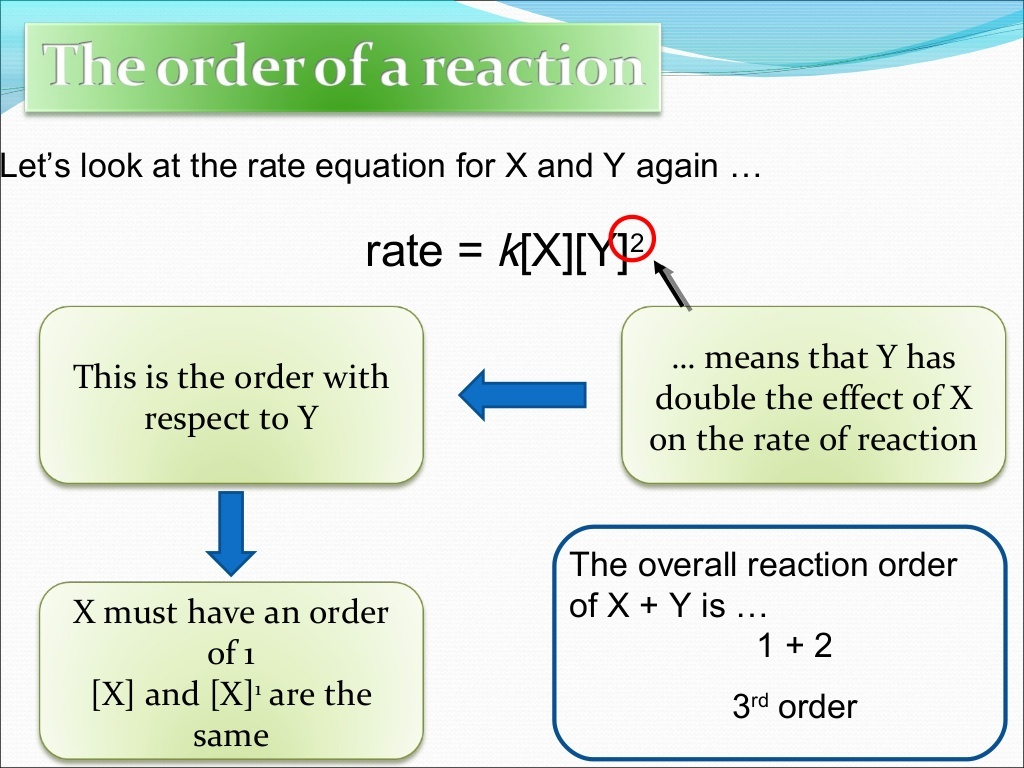 The order of a reaction
Let’s look at the rate equation for X and Y again …
rate = k[X][Y]²
This is the order with
respect to Y
… means that Y has
double the effect of X
on the rate of reaction
X must have an order
of 1
[X] and [X]¹ are the
same
The overall reaction order
of X + Y is …
1 + 2
3rd order